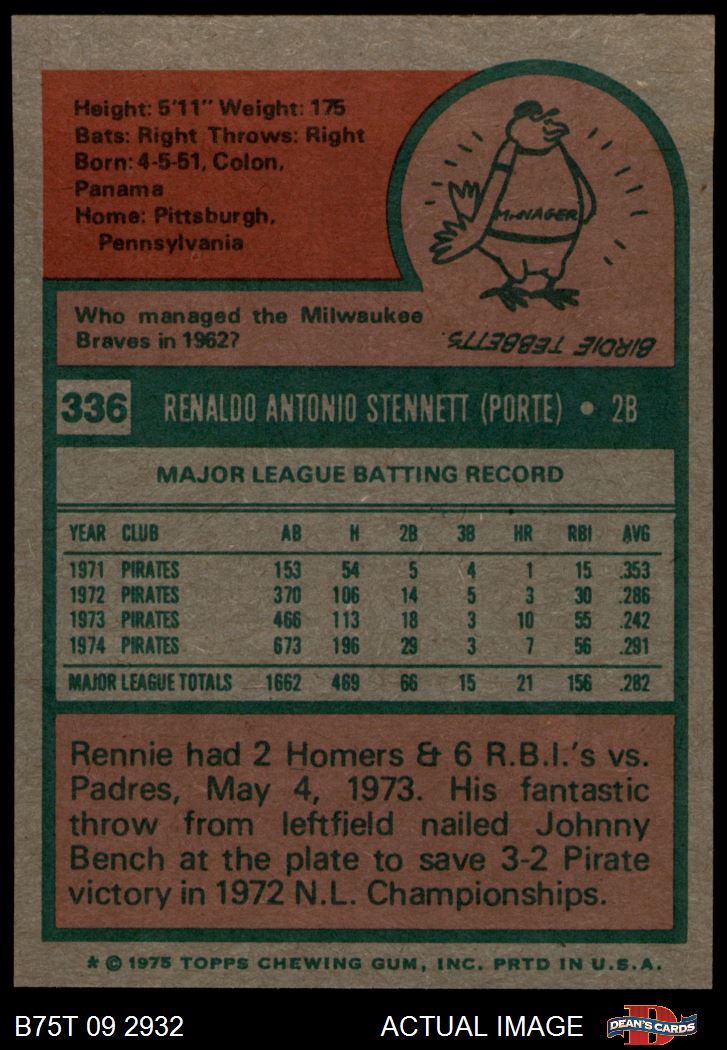 Height: 5'11" Weight: 175
Bats: Right Throws: Right
Born: 4-5-51, Colon,
Panama
Home: Pittsburgh,
Pennsylvania
MANAGER
Who managed the Milwaukee
Braves in 1962?
BIRDIE TEBBETTS.
336 RENALDO ANTONIO STENNETT (PORTE) • 2B
MAJOR LEAGUE BATTING RECORD
YEAR CLUB AB H 2B 3B HR RBI AVG
1971 PIRATES 153 54 5 4 1 15 .353
1972 PIRATES 370 106 14 5 3 30 .286
1973 PIRATES 466 113 18 3 10 55 .242
1974 PIRATES 673 196 29 3 7 56 .291
MAJOR LEAGUE TOTALS 1662 469 66 15 21 156 .282
Rennie had 2 Homers & 6 R.B.I.'s vs.
Padres, May 4, 1973. His fantastic
throw from leftfield nailed Johnny
Bench at the plate to save 3-2 Pirate
victory in 1972 N.L. Championships.
* © 1975 TOPPS CHEWING GUM, INC. PRTD IN U.S.A.
B75T 09 2932 ACTUAL IMAGE D DEAN'S CARDS